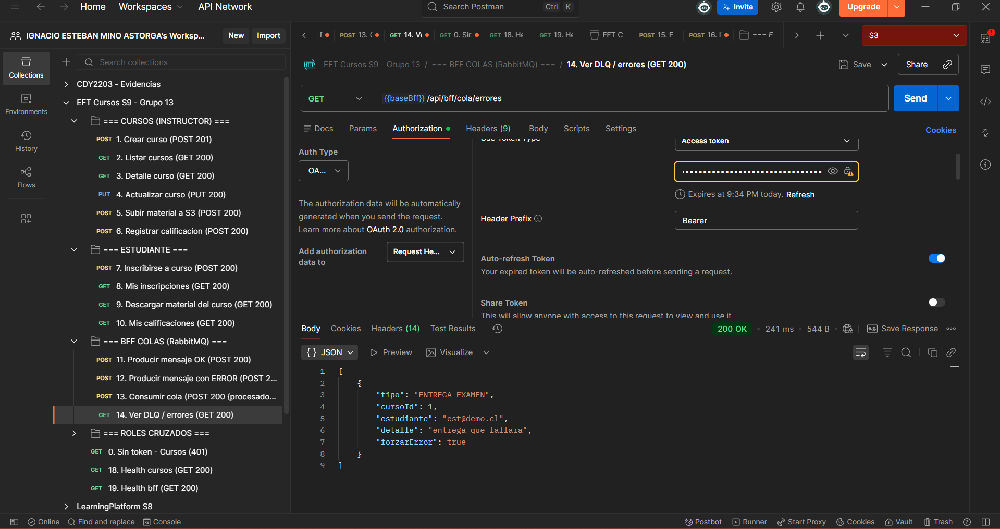 Home
Workspaces
API Network
Search Postman
Ctrl
K
Invite
Upgrade
IGNACIO ESTEBAN MINO ASTORGA's Worksp...
New
Import
POST 13. (
GET 14. V
GET 0. Sir
GET 18. He
GET 19. He
EFT C
POST 15. E
POST 16. I
=== E
S3
Collections
Environments
History
Flows
Search collections
CDY2203 - Evidencias
EFT Cursos S9 - Grupo 13
=== CURSOS (INSTRUCTOR) ===
POST 1. Crear curso (POST 201)
GET 2. Listar cursos (GET 200)
GET 3. Detalle curso (GET 200)
PUT 4. Actualizar curso (PUT 200)
POST 5. Subir material a S3 (POST 200)
POST 6. Registrar calificacion (POST 200)
=== ESTUDIANTE ===
POST 7. Inscribirse a curso (POST 200)
GET 8. Mis inscripciones (GET 200)
GET 9. Descargar material del curso (GET 200)
GET 10. Mis calificaciones (GET 200)
=== BFF COLAS (RabbitMQ) ===
POST 11. Producir mensaje OK (POST 200)
POST 12. Producir mensaje con ERROR (POST 2...
POST 13. Consumir cola (POST 200 {procesado...
GET 14. Ver DLQ / errores (GET 200)
=== ROLES CRUZADOS ===
GET 0. Sin token - Cursos (401)
GET 18. Health cursos (GET 200)
GET 19. Health bff (GET 200)
LearningPlatform S8
HTTP
EFT Cursos S9 - Grupo 13 / === BFF COLAS (RabbitMQ) === / 14. Ver DLQ / errores (GET 200)
Save
Share
GET
{{baseBff}} /api/bff/cola/errores
Send
Docs
Params
Authorization
Headers (9)
Body
Scripts
Settings
Cookies
Auth Type
OA...
The authorization data will be automatically
generated when you send the request.
Learn more about OAuth 2.0 authorization.
Add authorization
data to
Request He...
Use Token Type
Access token
Expires at 9:34 PM today. Refresh
Header Prefix
Bearer
Auto-refresh Token
Your expired token will be auto-refreshed before sending a request.
Share Token
This will allow anyone with access to this request to view and use it.
Body
Cookies
Headers (14)
Test Results
200 OK
241 ms
544 B
e.g.
Save Response
{} JSON
Preview
Visualize
1 [
2 {
3 "tipo": "ENTREGA_EXAMEN",
4 "cursoId": 1,
5 "estudiante": "est@demo.cl",
6 "detalle": "entrega que fallara",
7 "forzarError": true
8 }
9 ]
Online
Find and replace
Console
Postbot
Runner
Start Proxy
Cookies
Vault
Trash